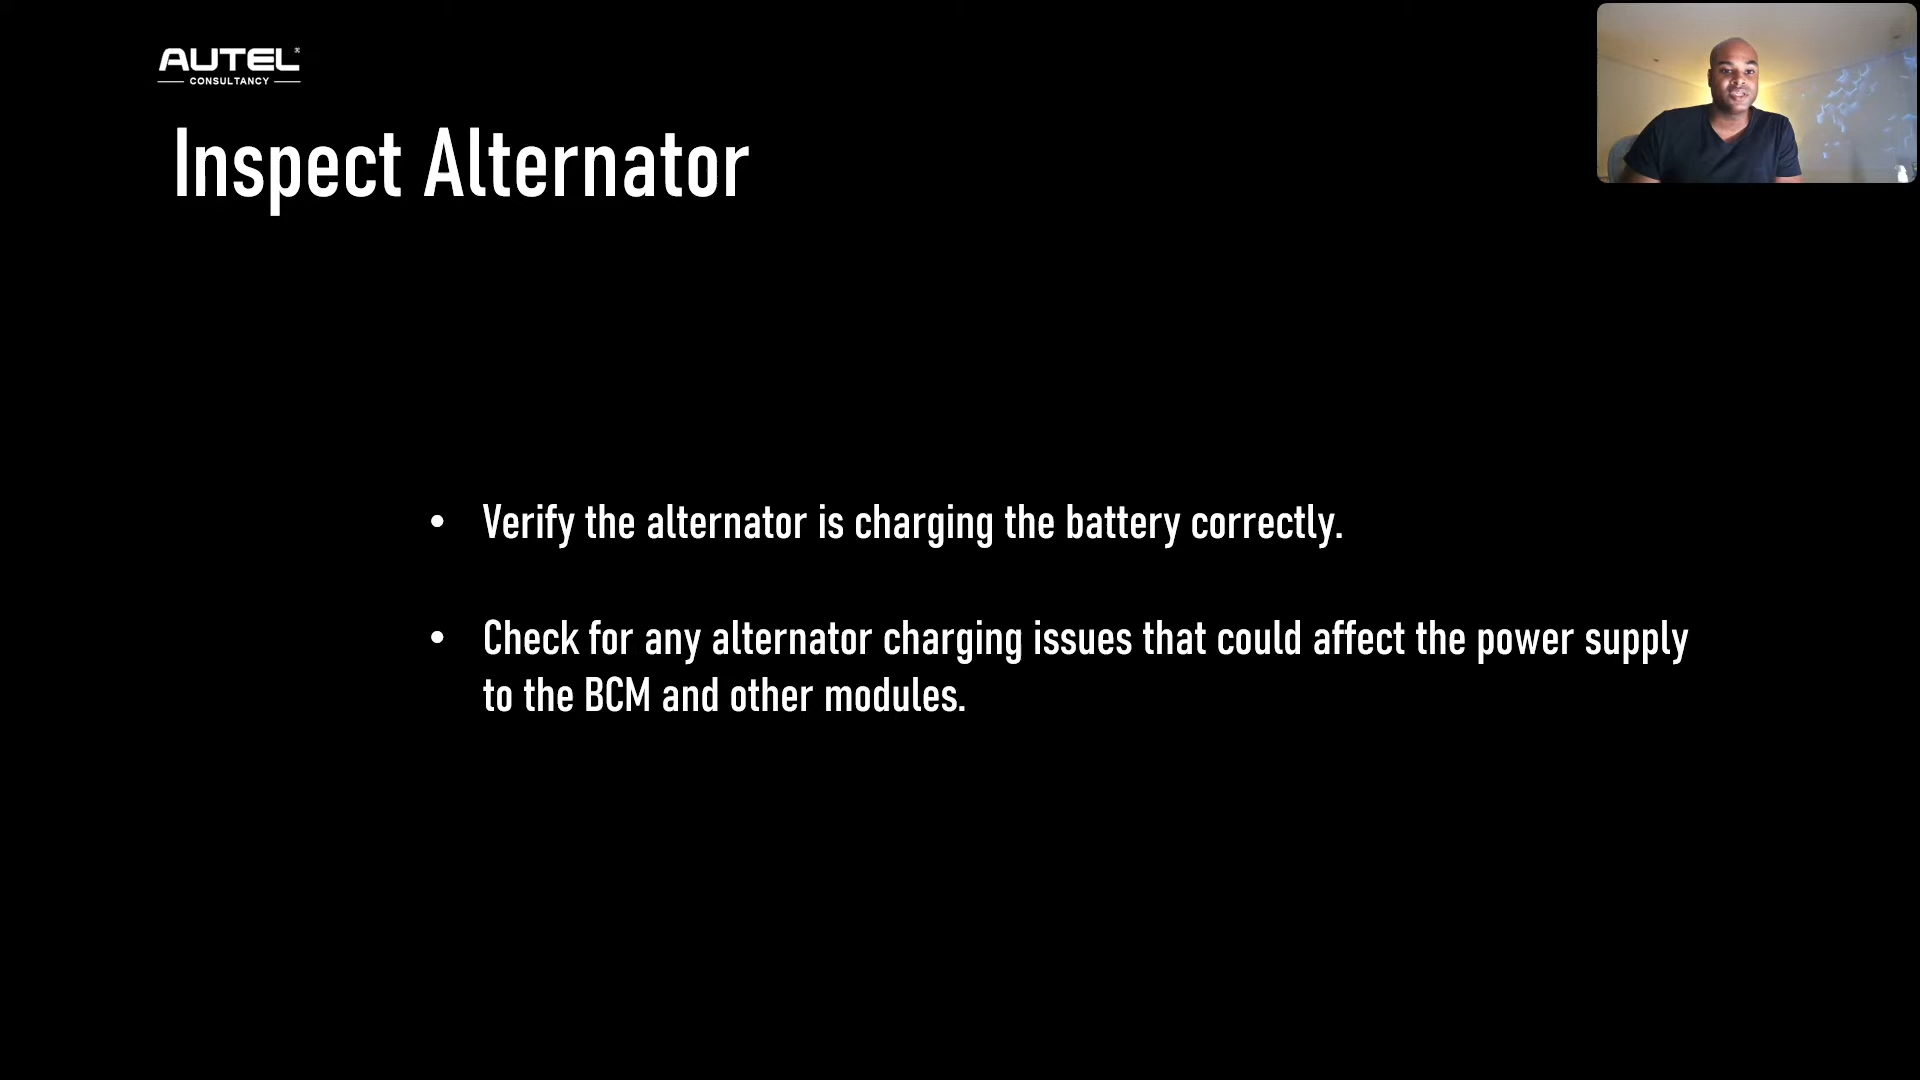 AUTEL®
CONSULTANCY
Inspect Alternator
• Verify the alternator is charging the battery correctly.
• Check for any alternator charging issues that could affect the power supply
to the BCM and other modules.